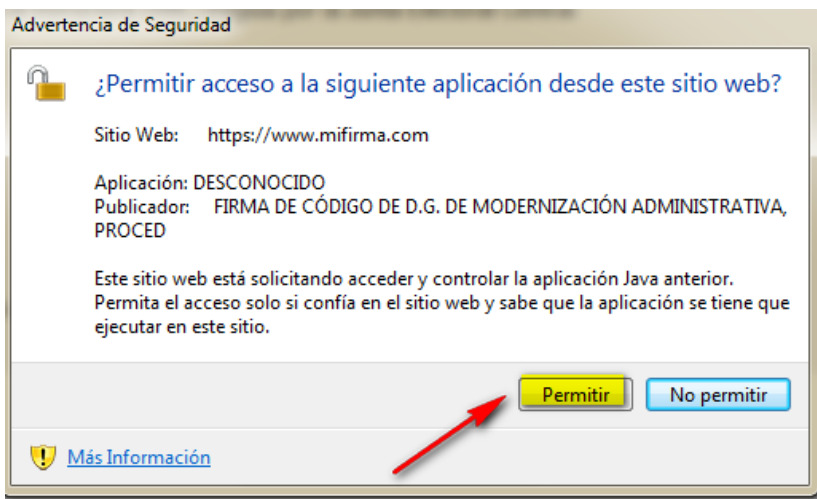 Advertencia de Seguridad
¿Permitir acceso a la siguiente aplicación desde este sitio web?
Sitio Web: https://www.mifirma.com
Aplicación: DESCONOCIDO
Publicador: FIRMA DE CÓDIGO DE D.G. DE MODERNIZACIÓN ADMINISTRATIVA,
PROCED
Este sitio web está solicitando acceder y controlar la aplicación Java anterior.
Permita el acceso solo si confía en el sitio web y sabe que la aplicación se tiene que
ejecutar en este sitio.
Permitir No permitir
Más Información